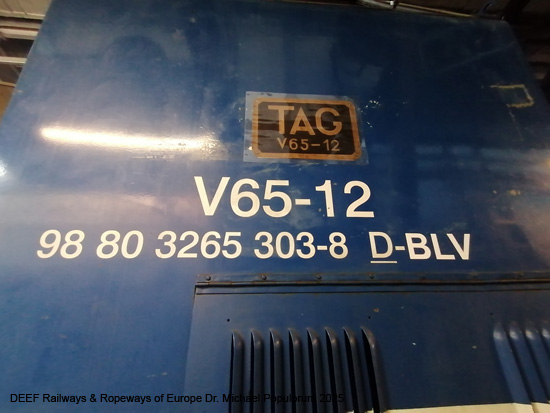 TAG
V65-12
V65-12
98 80 3265 303-8 D-BLV
DEEF Railways & Ropeways of Europe Dr. Michael Populorum 2025